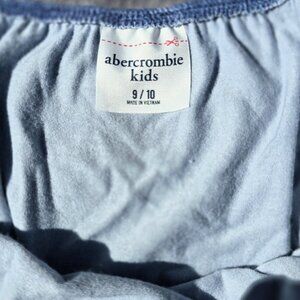 abercrombie
kids
9 / 10
MADE IN VIETNAM